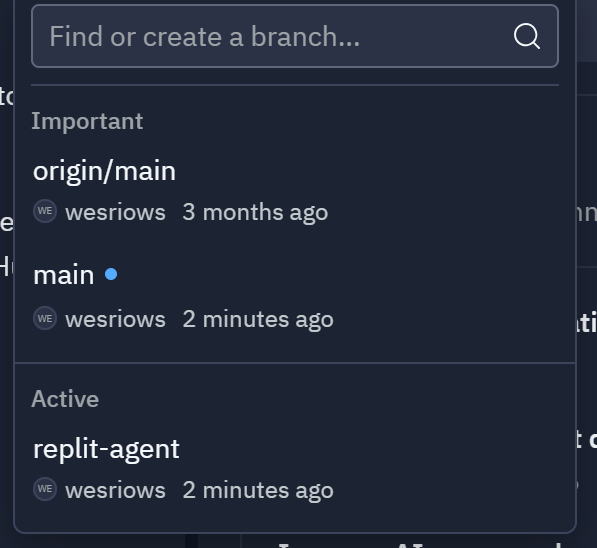 Find or create a branch...
Important
origin/main
WE wesriows 3 months ago
main
WE wesriows 2 minutes ago
Active
replit-agent
WE wesriows 2 minutes ago